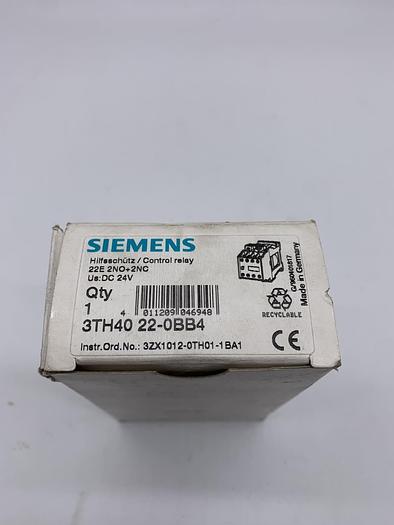 SIEMENS
Hilfsschütz / Control relay
22E 2NO+2NC
Us:DC 24V
Qty
1
4 011209 046948
3TH40 22-0BB4
Instr.Ord.No.: 3ZX1012-0TH01-1BA1
RECYCLABLE
CE
Made in Germany